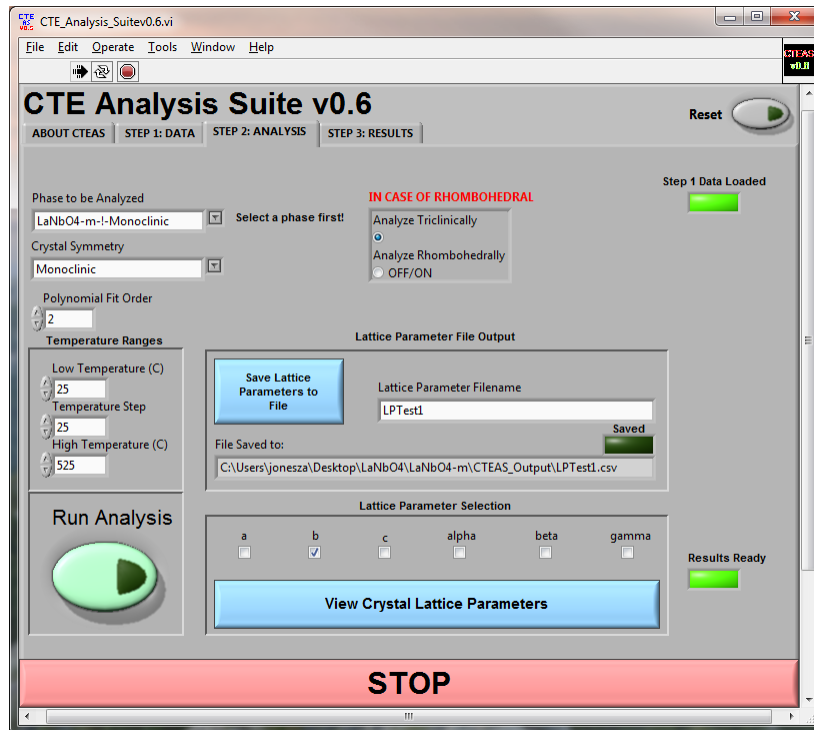 CTE_Analysis_Suitev0.6.vi
File Edit Operate Tools Window Help
CTEAS
v0.II
CTE Analysis Suite v0.6
Reset
ABOUT CTEAS STEP 1: DATA STEP 2: ANALYSIS STEP 3: RESULTS
Step 1 Data Loaded
Phase to be Analyzed
LaNbO4-m-!-Monoclinic
Select a phase first!
IN CASE OF RHOMBOHEDRAL
Analyze Triclinically
Analyze Rhombohedrally
OFF/ON
Crystal Symmetry
Monoclinic
Polynomial Fit Order
2
Temperature Ranges
Low Temperature (C)
25
Temperature Step
25
High Temperature (C)
525
Lattice Parameter File Output
Save Lattice
Parameters to
File
Lattice Parameter Filename
LPTest1
Saved
File Saved to:
C:\Users\jonesza\Desktop\LaNbO4\LaNbO4-m\CTEAS_Output\LPTest1.csv
Run Analysis
Lattice Parameter Selection
a b c alpha beta gamma
View Crystal Lattice Parameters
Results Ready
STOP